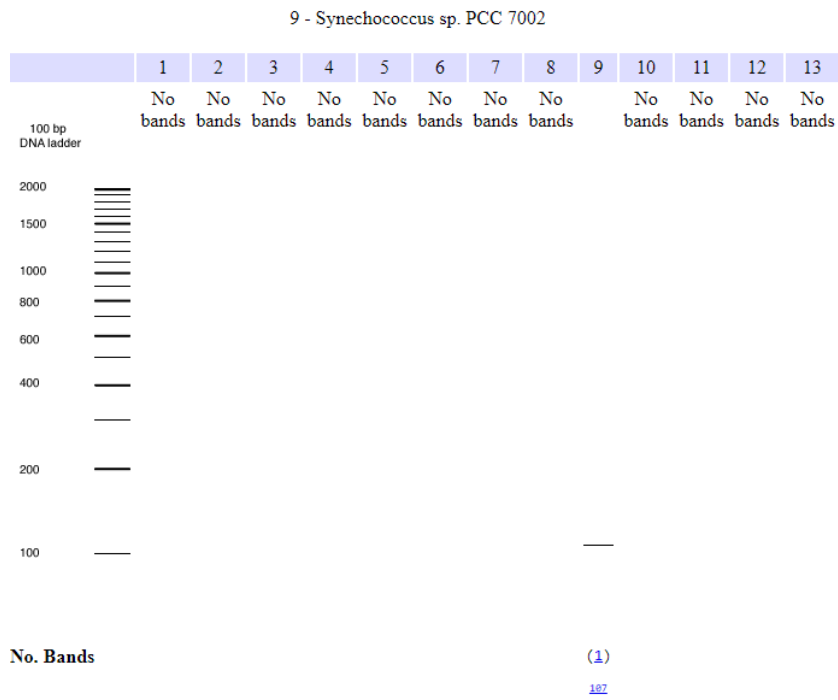 9 - Synechococcus sp. PCC 7002
1 2 3 4 5 6 7 8 9 10 11 12 13
No bands No bands No bands No bands No bands No bands No bands No bands No bands No bands No bands No bands
100 bp
DNA ladder
2000
1500
1000
800
600
400
200
100
No. Bands (1)
107